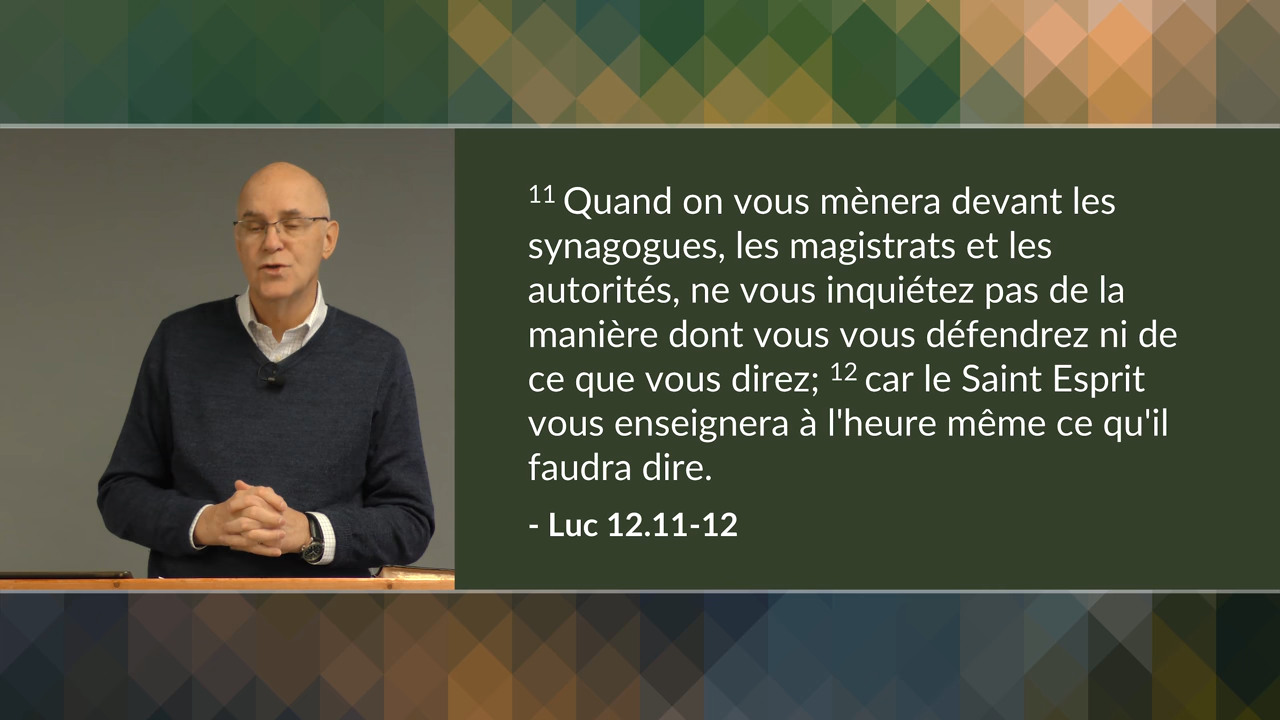 11 Quand on vous mènera devant les
synagogues, les magistrats et les
autorités, ne vous inquiétez pas de la
manière dont vous vous défendrez ni de
ce que vous direz; 12 car le Saint Esprit
vous enseignera à l'heure même ce qu'il
faudra dire.
- Luc 12.11-12